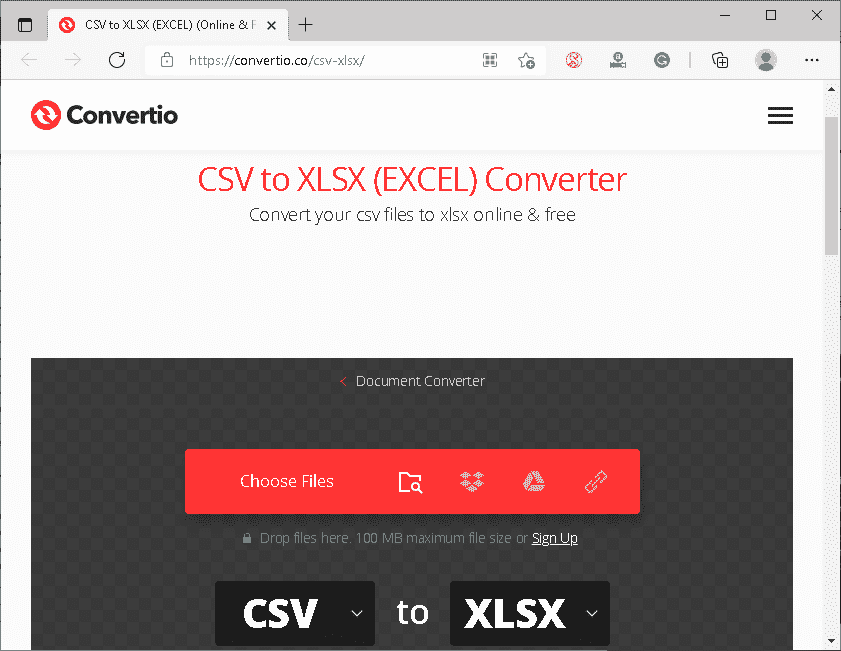 CSV to XLSX (EXCEL) (Online & F
https://convertio.co/csv-xlsx/
Convertio
CSV to XLSX (EXCEL) Converter
Convert your csv files to xlsx online & free
Document Converter
Choose Files
Drop files here. 100 MB maximum file size or Sign Up
CSV to XLSX